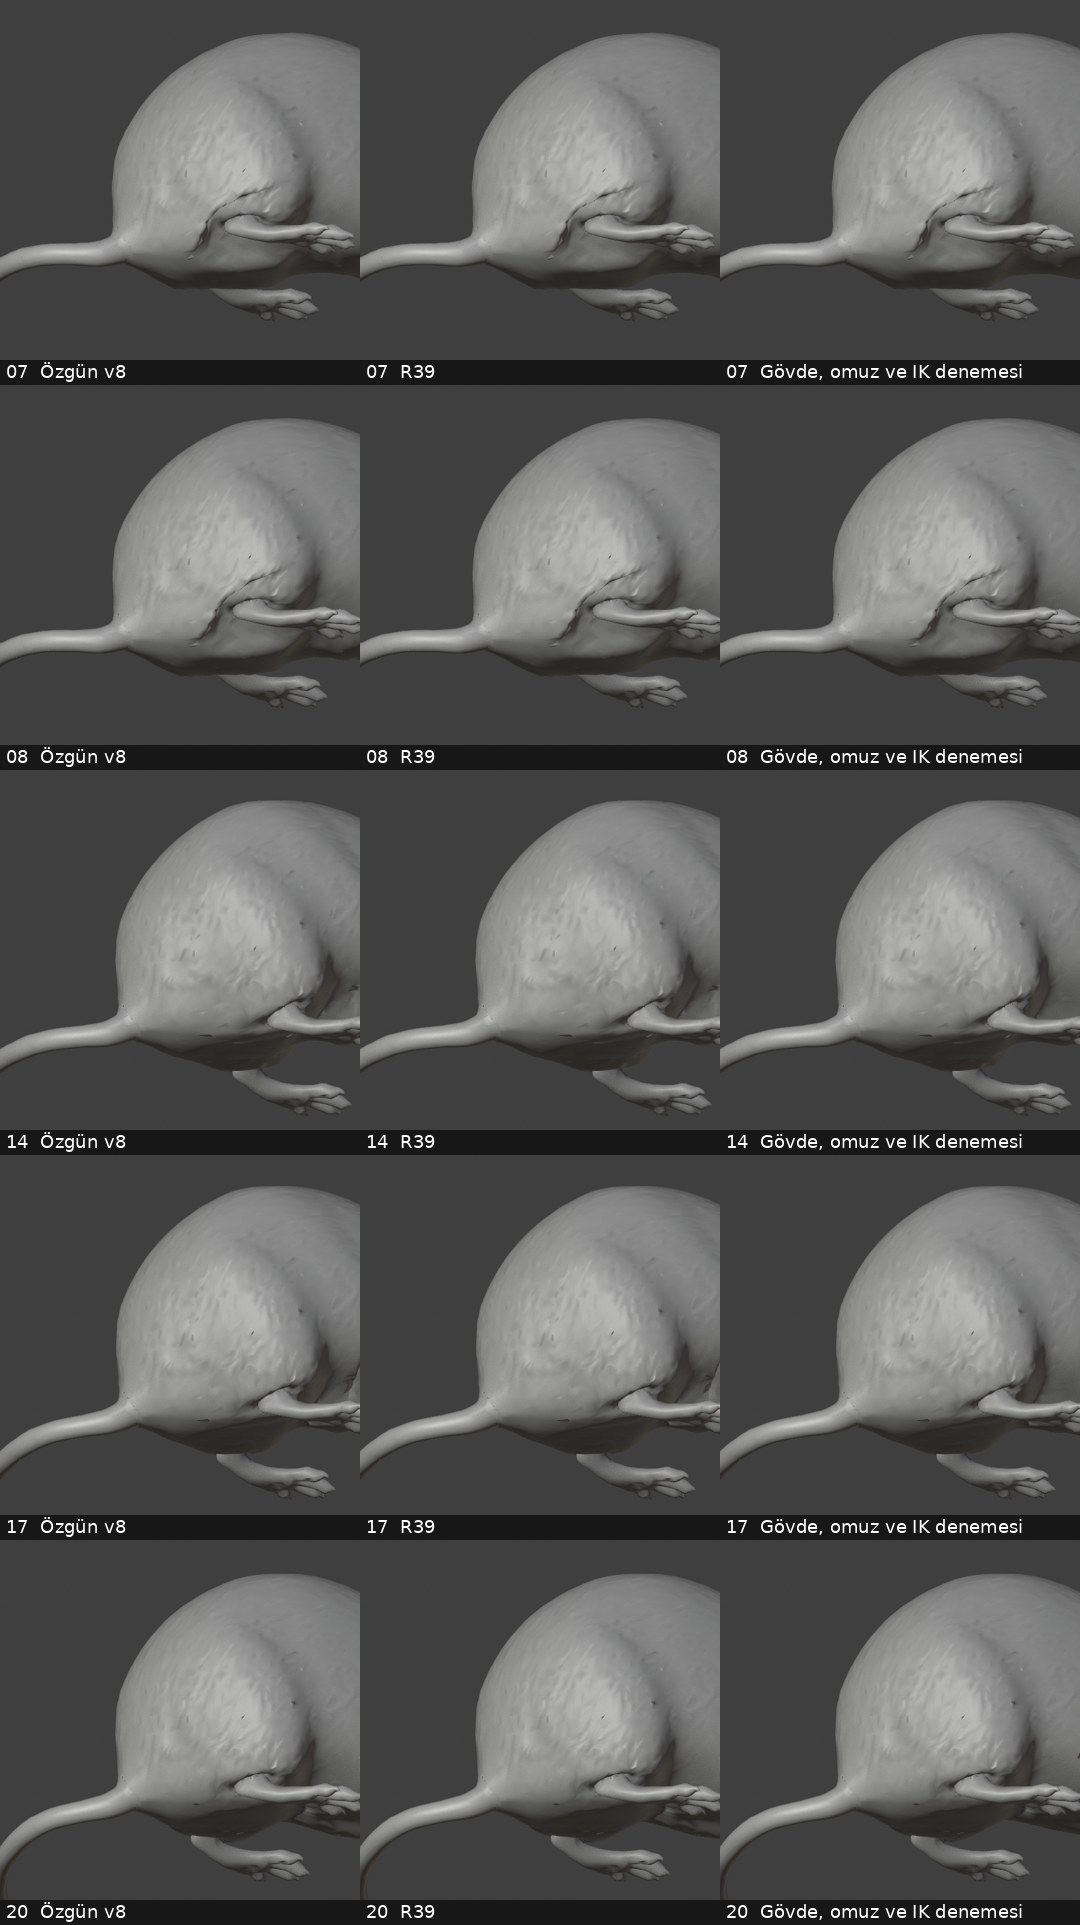 07 Özgün v8
07 R39
07 Gövde, omuz ve IK denemesi
08 Özgün v8
08 R39
08 Gövde, omuz ve IK denemesi
14 Özgün v8
14 R39
14 Gövde, omuz ve IK denemesi
17 Özgün v8
17 R39
17 Gövde, omuz ve IK denemesi
20 Özgün v8
20 R39
20 Gövde, omuz ve IK denemesi